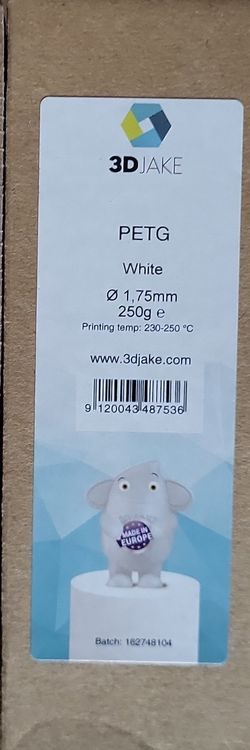 3DJAKE
PETG
White
Ø 1,75mm
250g ℮
Printing temp: 230-250 °C
www.3djake.com
9 120043 487536
MADE IN
EUROPE
Batch: 162748104